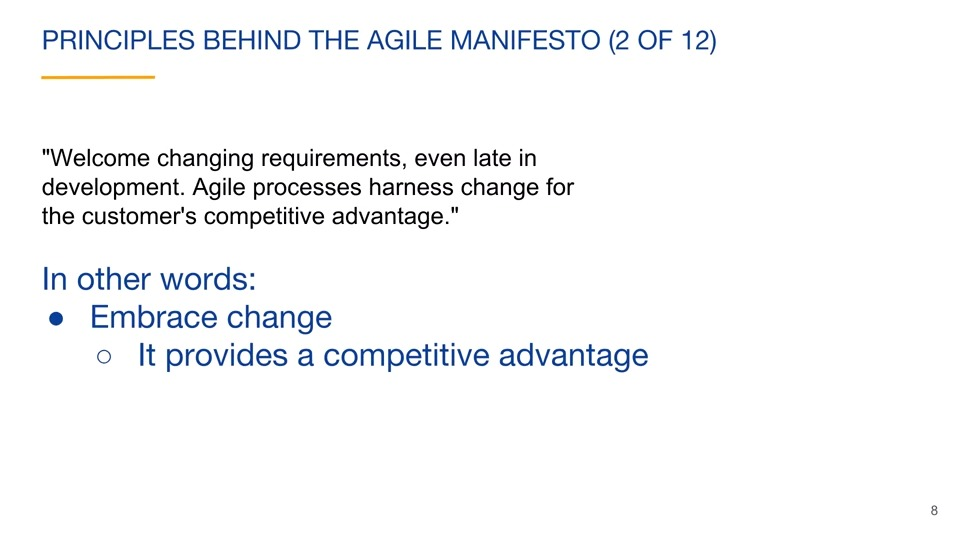 PRINCIPLES BEHIND THE AGILE MANIFESTO (2 OF 12)
"Welcome changing requirements, even late in
development. Agile processes harness change for
the customer's competitive advantage."
In other words:
● Embrace change
○ It provides a competitive advantage
8